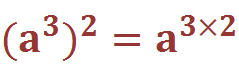 (a³)² = a³ˣ²